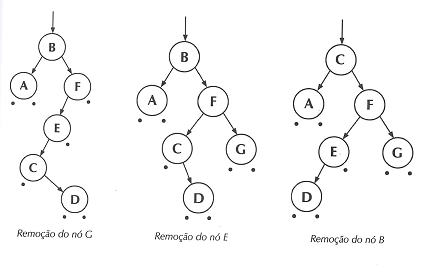 B
A F
E
C
D
Remoção do nó G
B
A F
C G
D
Remoção do nó E
C
A F
E G
D
Remoção do nó B